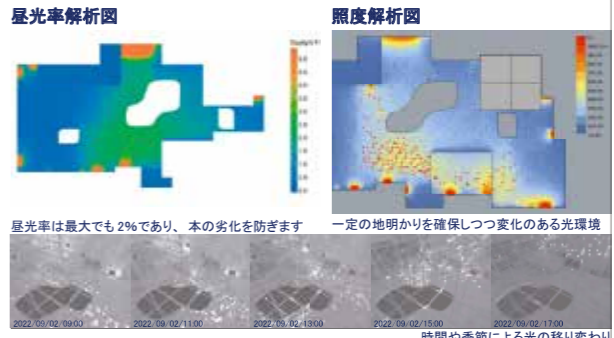 昼光率解析図
照度解析図
昼光率は最大でも2%であり、本の劣化を防ぎます
一定の地明かりを確保しつつ変化のある光環境
2022/09/02/09:00
2022/09/02/11:00
2022/09/02/13:00
2022/09/02/15:00
2022/09/02/17:00
時間や季節による光の移り変わり